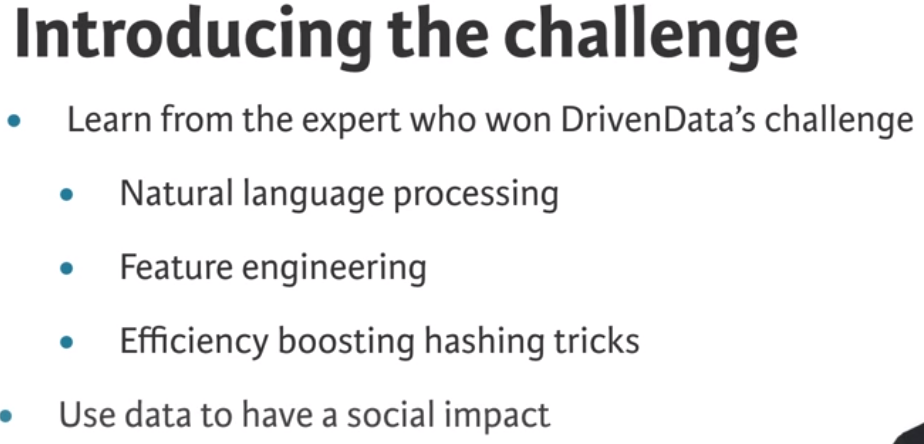 Introducing the challenge
Learn from the expert who won DrivenData's challenge
Natural language processing
Feature engineering
Efficiency boosting hashing tricks
Use data to have a social impact